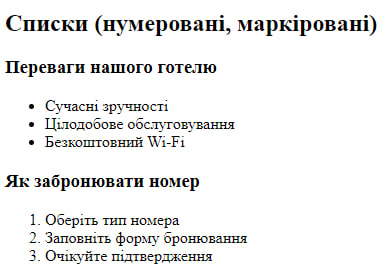 Списки (нумеровані, маркіровані)
Переваги нашого готелю
• Сучасні зручності
• Цілодобове обслуговування
• Безкоштовний Wi-Fi
Як забронювати номер
1. Оберіть тип номера
2. Заповніть форму бронювання
3. Очікуйте підтвердження